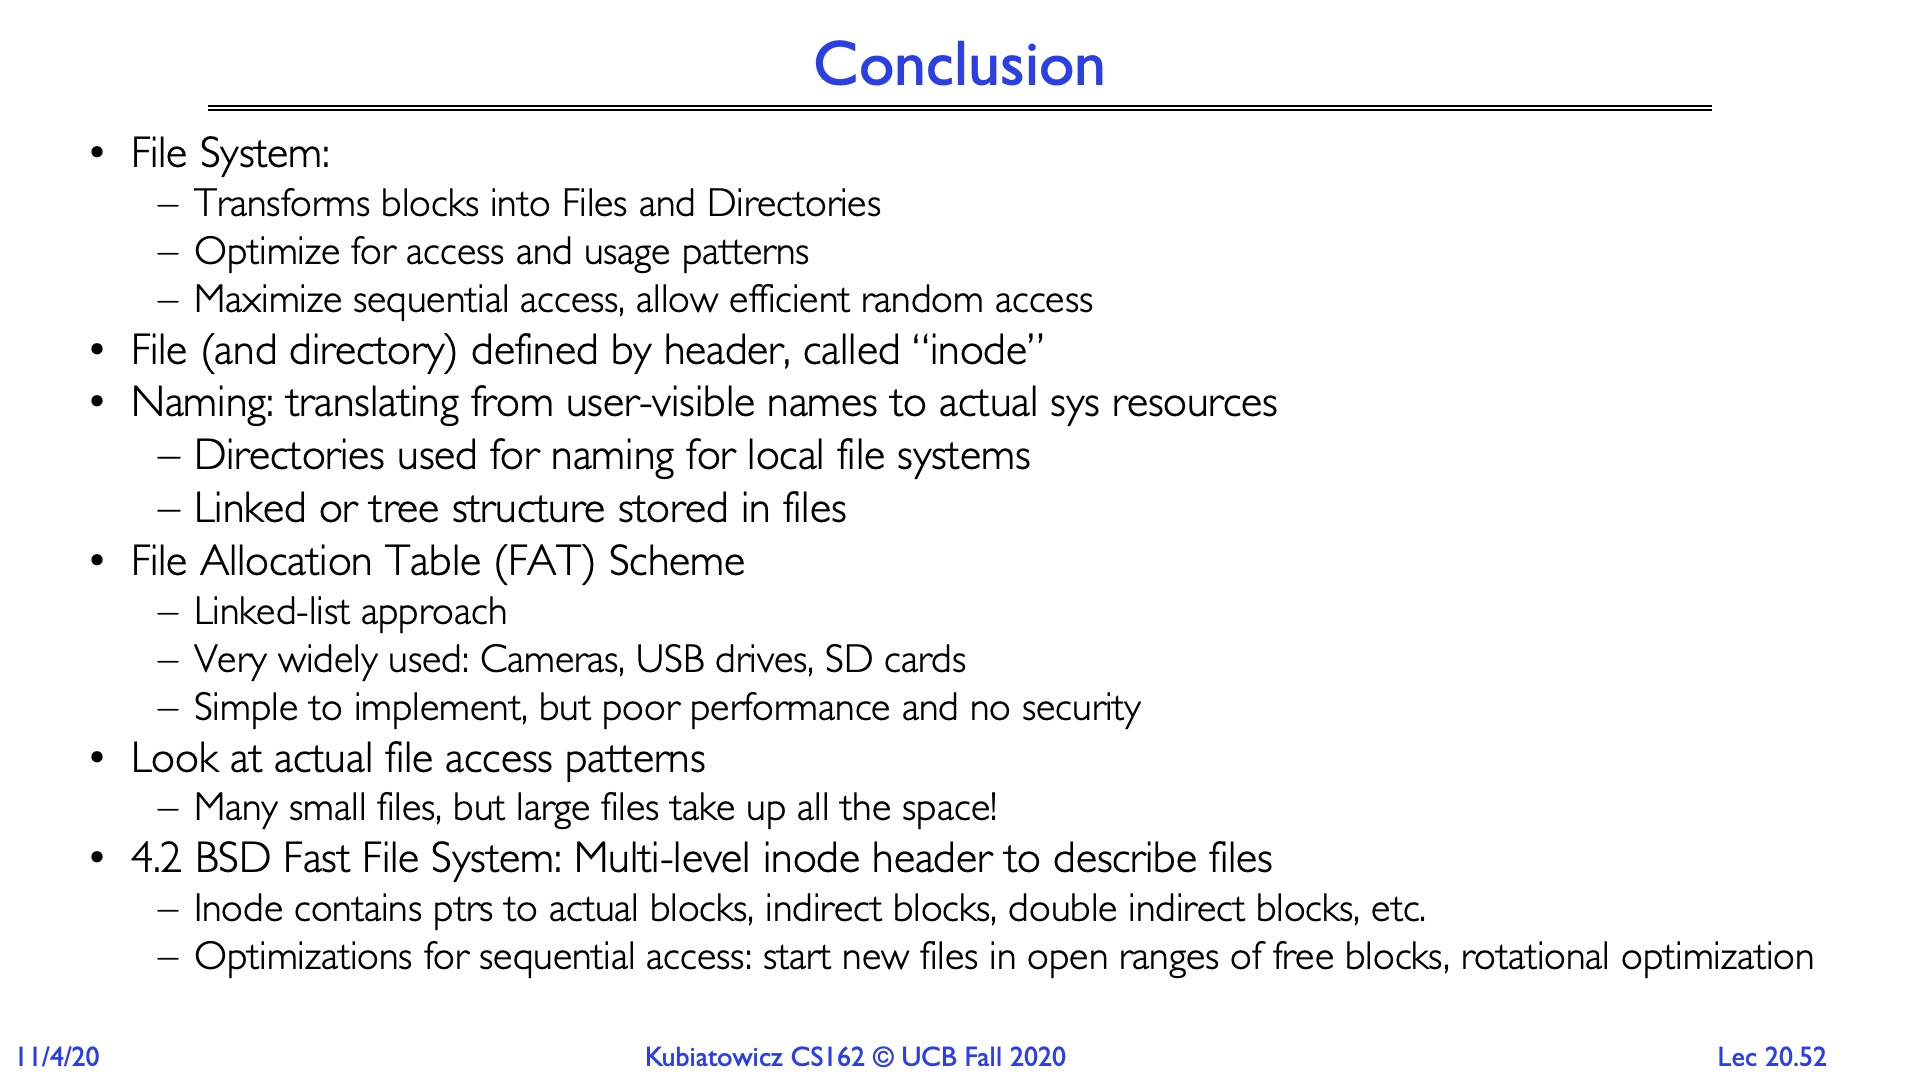 Conclusion
• File System:
– Transforms blocks into Files and Directories
– Optimize for access and usage patterns
– Maximize sequential access, allow efficient random access
• File (and directory) defined by header, called “inode”
• Naming: translating from user-visible names to actual sys resources
– Directories used for naming for local file systems
– Linked or tree structure stored in files
• File Allocation Table (FAT) Scheme
– Linked-list approach
– Very widely used: Cameras, USB drives, SD cards
– Simple to implement, but poor performance and no security
• Look at actual file access patterns
– Many small files, but large files take up all the space!
• 4.2 BSD Fast File System: Multi-level inode header to describe files
– Inode contains ptrs to actual blocks, indirect blocks, double indirect blocks, etc.
– Optimizations for sequential access: start new files in open ranges of free blocks, rotational optimization
11/4/20
Kubiatowicz CS162 © UCB Fall 2020
Lec 20.52